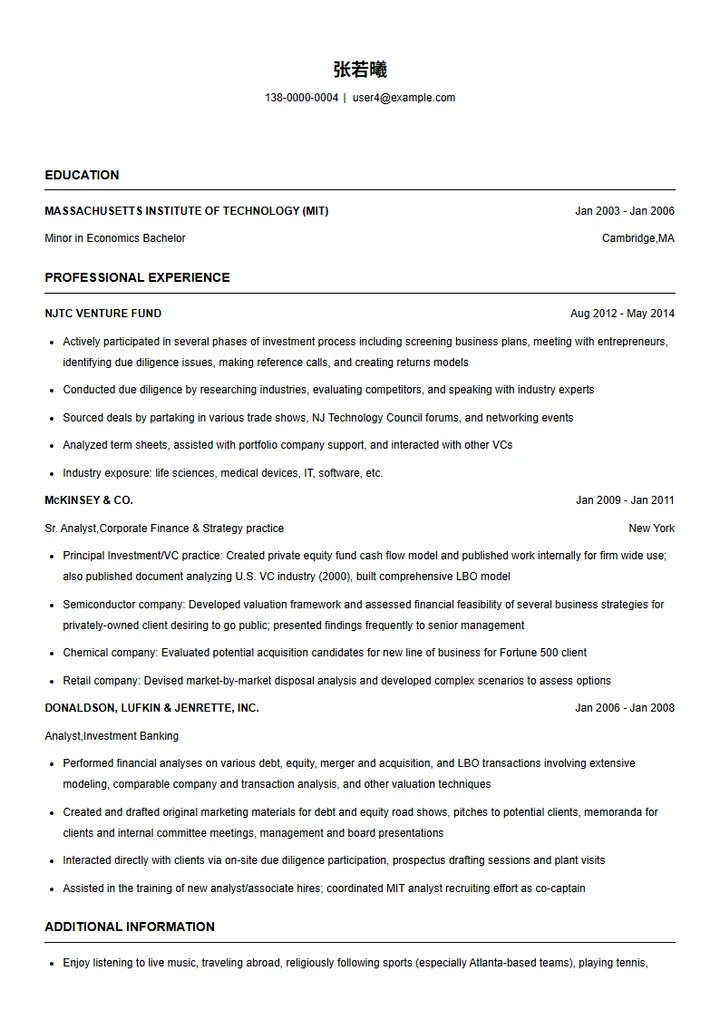 张若曦
138-0000-0004 | user4@example.com
EDUCATION
MASSACHUSETTS INSTITUTE OF TECHNOLOGY (MIT) Jan 2003 - Jan 2006
Minor in Economics Bachelor Cambridge,MA
PROFESSIONAL EXPERIENCE
NJTC VENTURE FUND Aug 2012 - May 2014
• Actively participated in several phases of investment process including screening business plans, meeting with entrepreneurs,
identifying due diligence issues, making reference calls, and creating returns models
• Conducted due diligence by researching industries, evaluating competitors, and speaking with industry experts
• Sourced deals by partaking in various trade shows, NJ Technology Council forums, and networking events
• Analyzed term sheets, assisted with portfolio company support, and interacted with other VCs
• Industry exposure: life sciences, medical devices, IT, software, etc.
McKINSEY & CO. Jan 2009 - Jan 2011
Sr. Analyst,Corporate Finance & Strategy practice New York
• Principal Investment/VC practice: Created private equity fund cash flow model and published work internally for firm wide use;
also published document analyzing U.S. VC industry (2000), built comprehensive LBO model
• Semiconductor company: Developed valuation framework and assessed financial feasibility of several business strategies for
privately-owned client desiring to go public; presented findings frequently to senior management
• Chemical company: Evaluated potential acquisition candidates for new line of business for Fortune 500 client
• Retail company: Devised market-by-market disposal analysis and developed complex scenarios to assess options
DONALDSON, LUFKIN & JENRETTE, INC. Jan 2006 - Jan 2008
Analyst,Investment Banking
• Performed financial analyses on various debt, equity, merger and acquisition, and LBO transactions involving extensive
modeling, comparable company and transaction analysis, and other valuation techniques
• Created and drafted original marketing materials for debt and equity road shows, pitches to potential clients, memoranda for
clients and internal committee meetings, management and board presentations
• Interacted directly with clients via on-site due diligence participation, prospectus drafting sessions and plant visits
• Assisted in the training of new analyst/associate hires; coordinated MIT analyst recruiting effort as co-captain
ADDITIONAL INFORMATION
• Enjoy listening to live music, traveling abroad, religiously following sports (especially Atlanta-based teams), playing tennis,